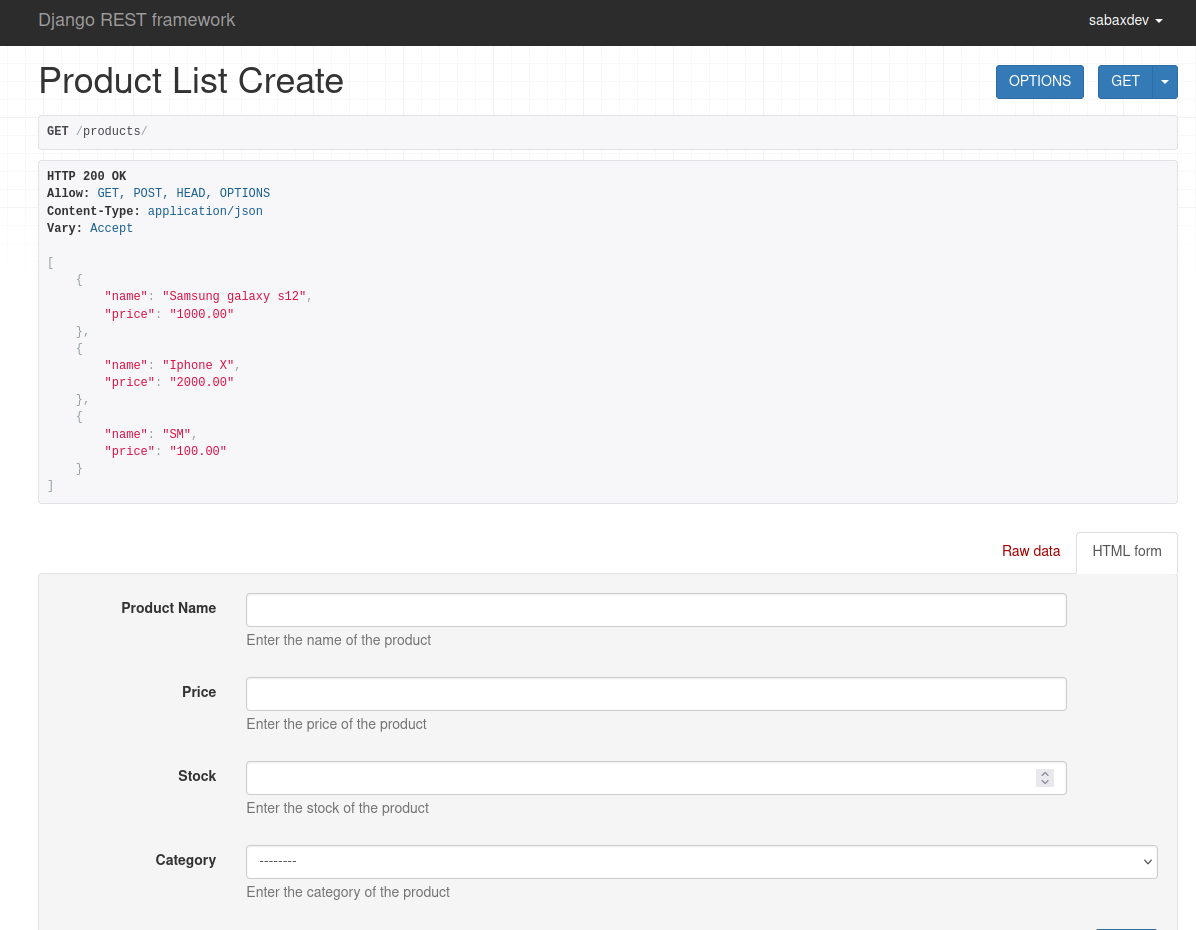 Django REST framework
sabaxdev
Product List Create
OPTIONS
GET
GET /products/
HTTP 200 OK
Allow: GET, POST, HEAD, OPTIONS
Content-Type: application/json
Vary: Accept
[
    {
        "name": "Samsung galaxy s12",
        "price": "1000.00"
    },
    {
        "name": "Iphone X",
        "price": "2000.00"
    },
    {
        "name": "SM",
        "price": "100.00"
    }
]
Raw data
HTML form
Product Name
Enter the name of the product
Price
Enter the price of the product
Stock
Enter the stock of the product
Category
--------
Enter the category of the product